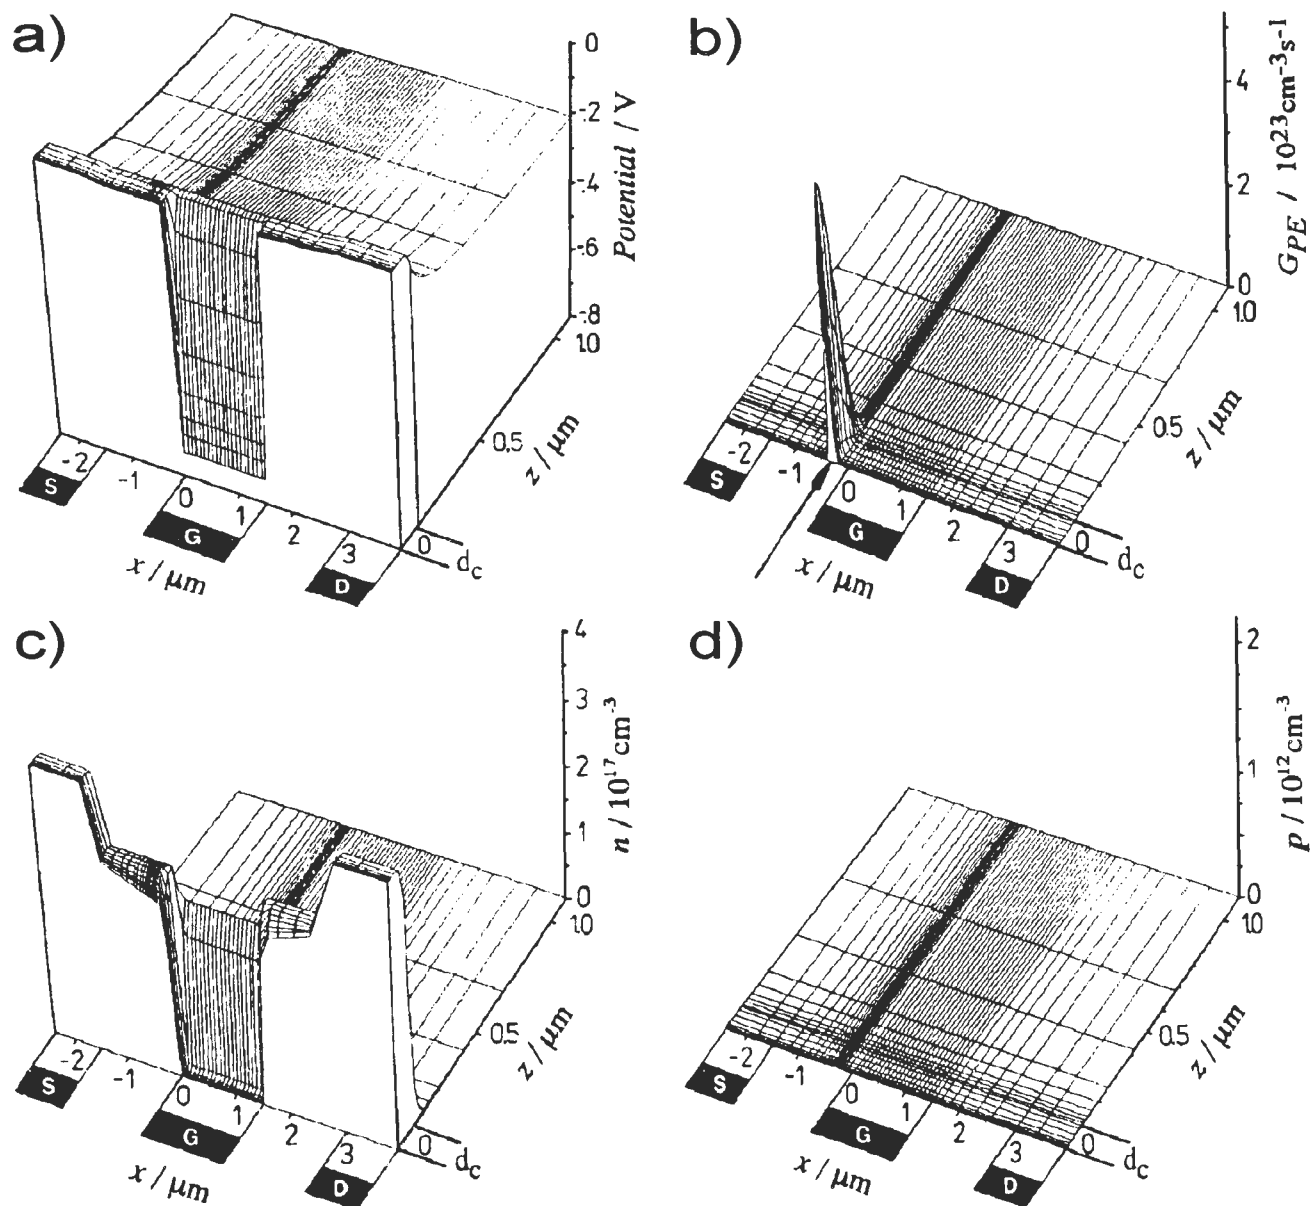 a)
0
-2
-4
-6
-8
Potential / V
1.0
0.5
z / μm
0
d_c
-2
-1
0
1
2
3
S
G
D
x / μm
b)
4
2
0
G_PE / 10^23 cm^-3 s^-1
1.0
0.5
z / μm
0
d_c
-2
-1
0
1
2
3
S
G
D
x / μm
c)
4
3
2
1
0
n / 10^17 cm^-3
1.0
0.5
z / μm
0
d_c
-2
-1
0
1
2
3
S
G
D
x / μm
d)
2
1
0
p / 10^12 cm^-3
1.0
0.5
z / μm
0
d_c
-2
-1
0
1
2
3
S
G
D
x / μm